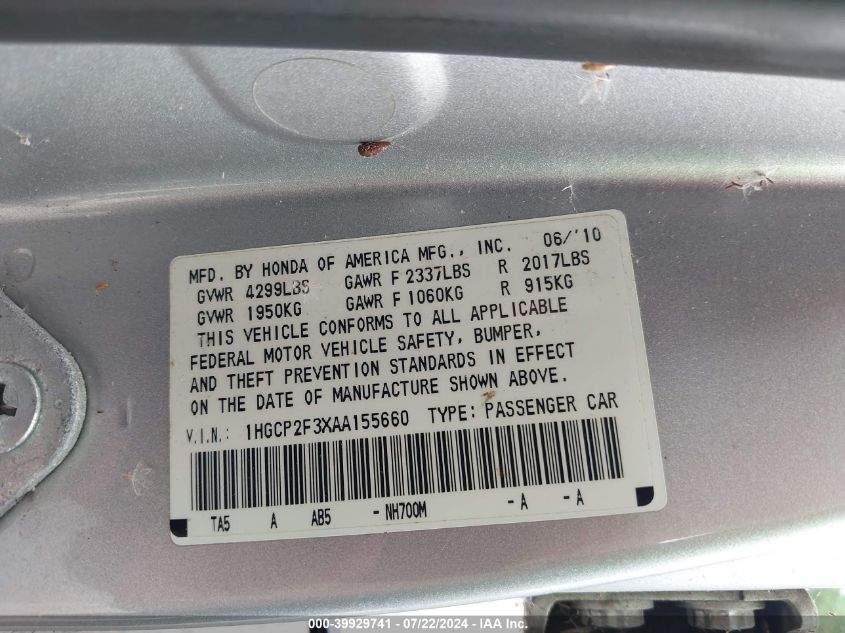 MFD. BY HONDA OF AMERICA MFG., INC. 06/'10
GVWR 4299LBS GAWR F 2337LBS R 2017LBS
GVWR 1950KG GAWR F 1060KG R 915KG
THIS VEHICLE CONFORMS TO ALL APPLICABLE
FEDERAL MOTOR VEHICLE SAFETY, BUMPER,
AND THEFT PREVENTION STANDARDS IN EFFECT
ON THE DATE OF MANUFACTURE SHOWN ABOVE.
V.I.N.: 1HGCP2F3XAA155660 TYPE: PASSENGER CAR
TA5 A AB5 -NH700M -A -A
000-39929741 - 07/22/2024 - IAA Inc.